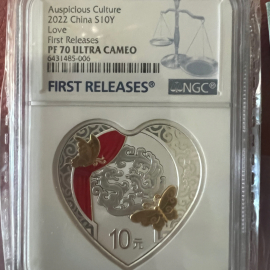 Auspicious Culture
2022 China S10Y
Love
First Releases
PF 70 ULTRA CAMEO
6431485-006
FIRST RELEASES®
NGC®
10元